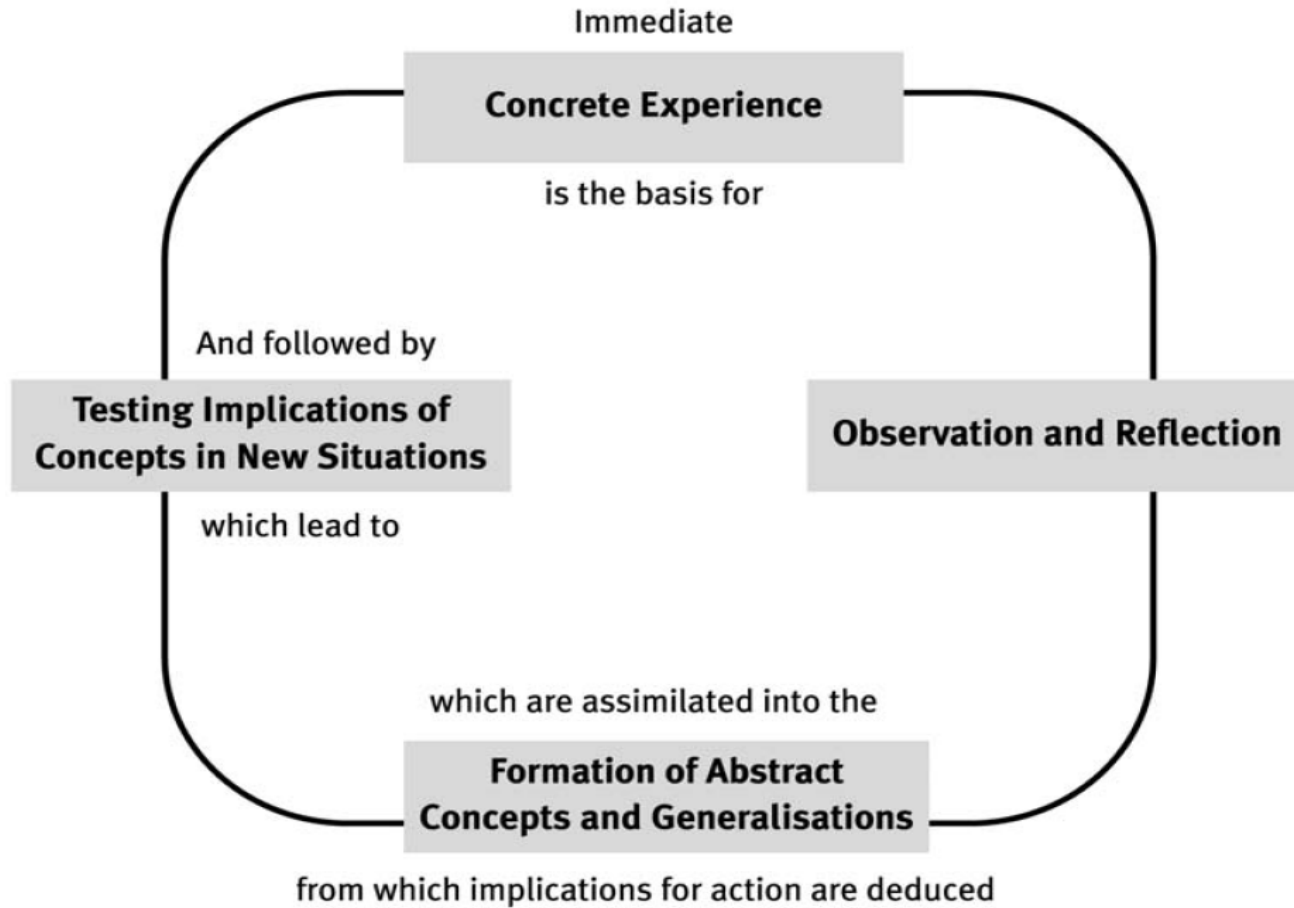 Immediate
Concrete Experience
is the basis for
Observation and Reflection
which are assimilated into the
Formation of Abstract
Concepts and Generalisations
from which implications for action are deduced
And followed by
Testing Implications of
Concepts in New Situations
which lead to